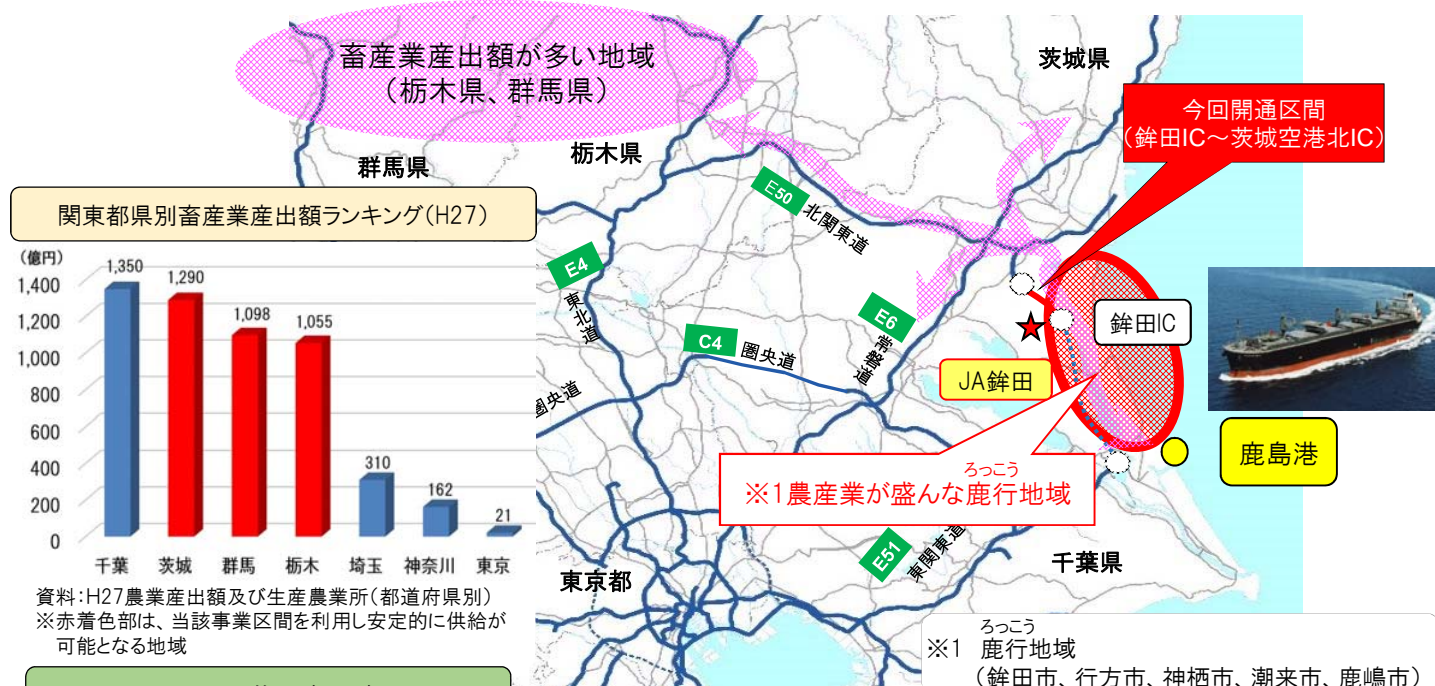 畜産業産出額が多い地域
(栃木県、群馬県)
茨城県
今回開通区間
(鉾田IC～茨城空港北IC)
群馬県
栃木県
関東都県別畜産業産出額ランキング(H27)
E50
北関東道
(億円)
1,350
1,290
1,098
1,055
310
162
21
1,400
1,200
1,000
800
600
400
200
0
千葉
茨城
群馬
栃木
埼玉
神奈川
東京
E4
東北道
E6
常磐道
C4
圏央道
圏央道
鉾田IC
JA鉾田
鹿島港
ろっこう
※1農産業が盛んな鹿行地域
E51
東関東道
東京都
千葉県
資料:H27農業産出額及び生産農業所(都道府県別)
※赤着色部は、当該事業区間を利用し安定的に供給が
可能となる地域
ろっこう
※1 鹿行地域
(鉾田市、行方市、神栖市、潮来市、鹿嶋市)